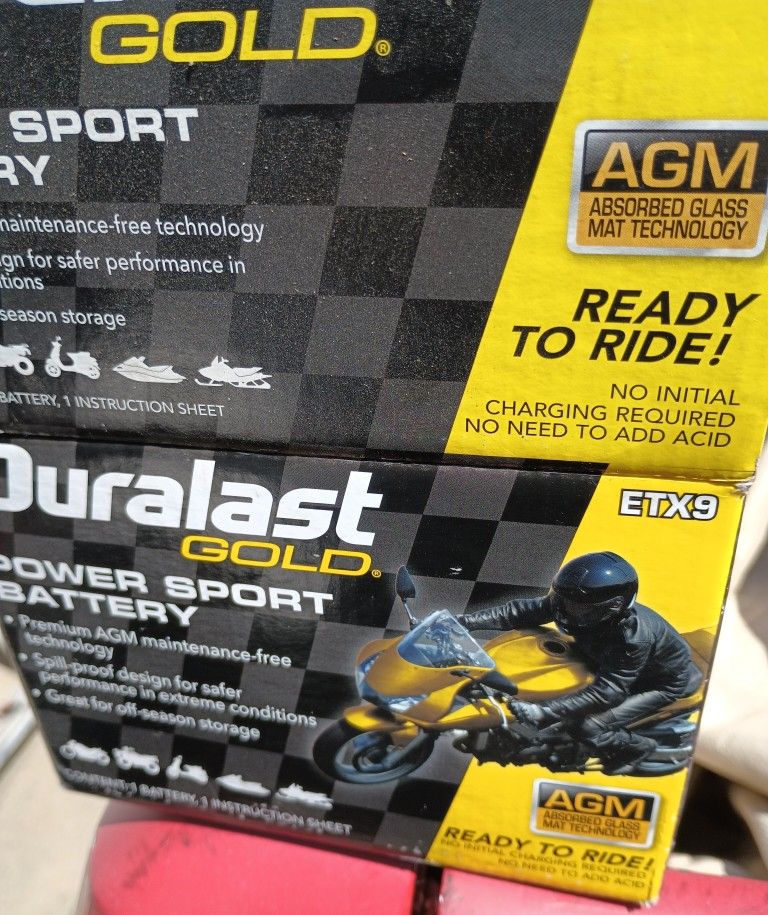 GOLD®
SPORT
RY
maintenance-free technology
ign for safer performance in
tions
season storage
BATTERY, 1 INSTRUCTION SHEET
AGM
ABSORBED GLASS
MAT TECHNOLOGY
READY
TO RIDE!
NO INITIAL
CHARGING REQUIRED
NO NEED TO ADD ACID
Duralast
GOLD®
POWER SPORT
BATTERY
• Premium AGM maintenance-free
technology
• Spill-proof design for safer
performance in extreme conditions
• Great for off-season storage
CONTENT: 1 BATTERY, 1 INSTRUCTION SHEET
ETX9
AGM
ABSORBED GLASS
MAT TECHNOLOGY
READY TO RIDE!
NO INITIAL CHARGING REQUIRED
NO NEED TO ADD ACID